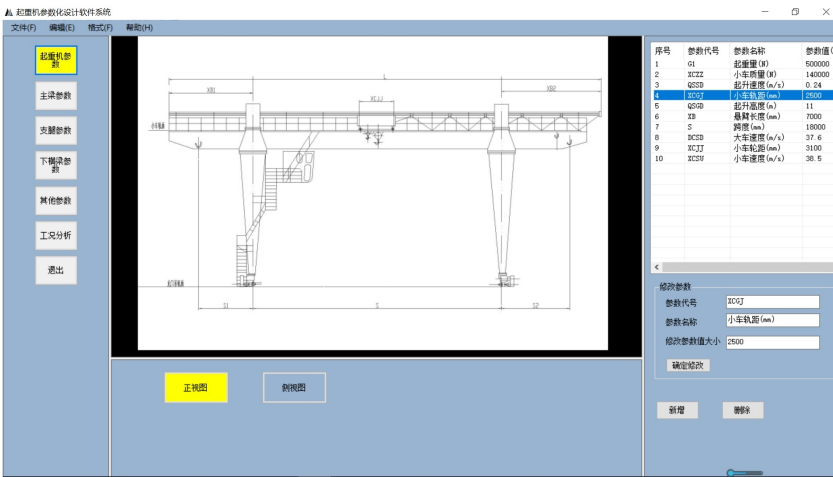 起重机参数化设计软件系统
文件(F) 编辑(E) 格式(F) 帮助(H)
起重机参
数
主梁参数
支腿参数
下横梁参
数
其他参数
工况分析
退出
L
XB1
XCJJ
XB2
S1
S
S2
正视图
侧视图
序号 参数代号 参数名称 参数值(
1 G1 起重量(N) 500000
2 XCZZ 小车质量(N) 140000
3 QSSD 起升速度(m/s) 0.24
4 XCGJ 小车轨距(mm) 2500
5 QSGD 起升高度(m) 11
6 XB 悬臂长度(mm) 7000
7 S 跨度(mm) 18000
8 DCSD 大车速度(m/s) 37.6
9 XCJJ 小车轮距(mm) 3100
10 XCSV 小车速度(m/s) 38.5
修改参数
参数代号 XCGJ
参数名称 小车轨距(mm)
修改参数值大小 2500
确定修改
新增
删除